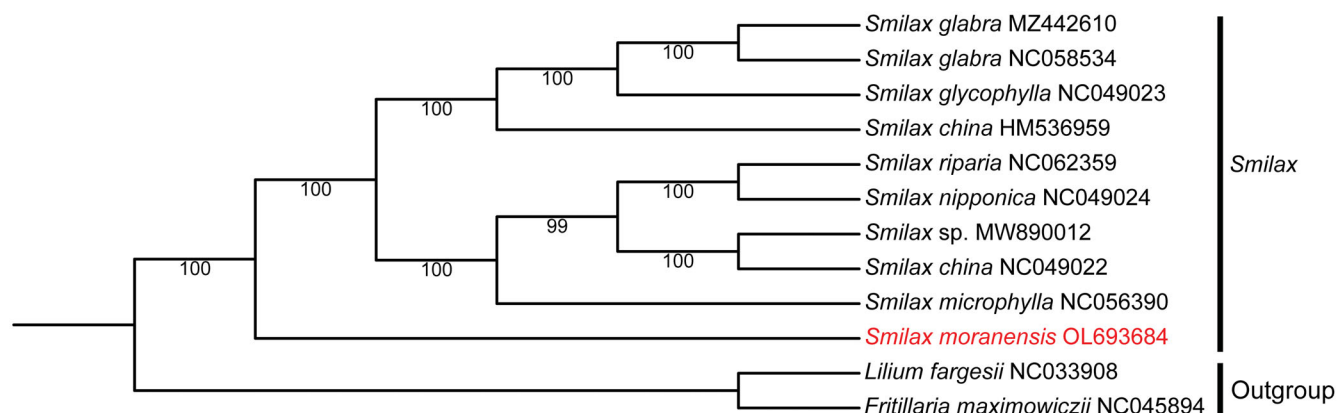 Smilax glabra MZ442610
100
Smilax glabra NC058534
100
Smilax glycophylla NC049023
100
Smilax china HM536959
Smilax riparia NC062359
Smilax
100
100
Smilax nipponica NC049024
99
Smilax sp. MW890012
100
Smilax china NC049022
100
100
Smilax microphylla NC056390
Smilax moranensis OL693684
Lilium fargesii NC033908
Outgroup
Fritillaria maximowiczii NC045894